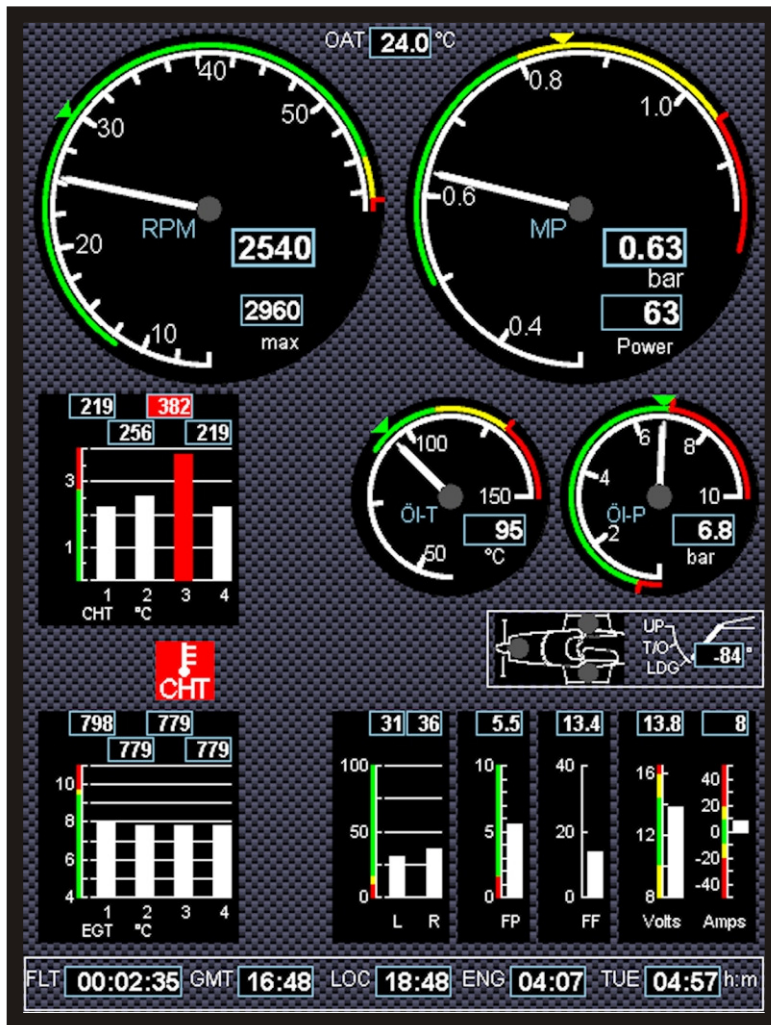 OAT 24.0 °C
40
30
50
20
10
RPM
2540
2960
max
0.8
1.0
0.6
0.4
MP
0.63
bar
63
Power
219 382
256 219
3
1
1 2 3 4
CHT °C
100
150
50
Öl-T
95
°C
6
8
4
10
2
Öl-P
6.8
bar
CHT
UP
T/O
LDG
-84°
798 779
779 779
10
8
6
4
1 2 3 4
EGT °C
31 36
100
50
0
L R
5.5
10
5
0
FP
13.4
40
20
0
FF
13.8 8
16
12
8
Volts
40
20
0
-20
-40
Amps
FLT 00:02:35 GMT 16:48 LOC 18:48 ENG 04:07 TUE 04:57 h:m